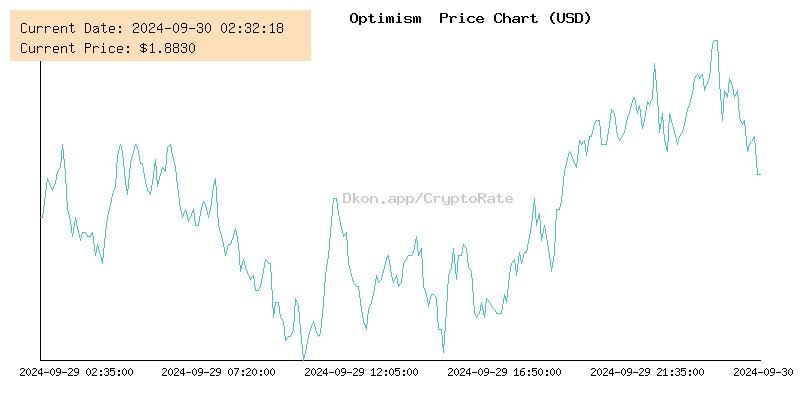 Optimism  Price Chart (USD)
Current Date: 2024-09-30 02:32:18
Current Price: $1.8830
Dkon.app/CryptoRate
2024-09-29 02:35:00 2024-09-29 07:20:00 2024-09-29 12:05:00 2024-09-29 16:50:00 2024-09-29 21:35:00 2024-09-30